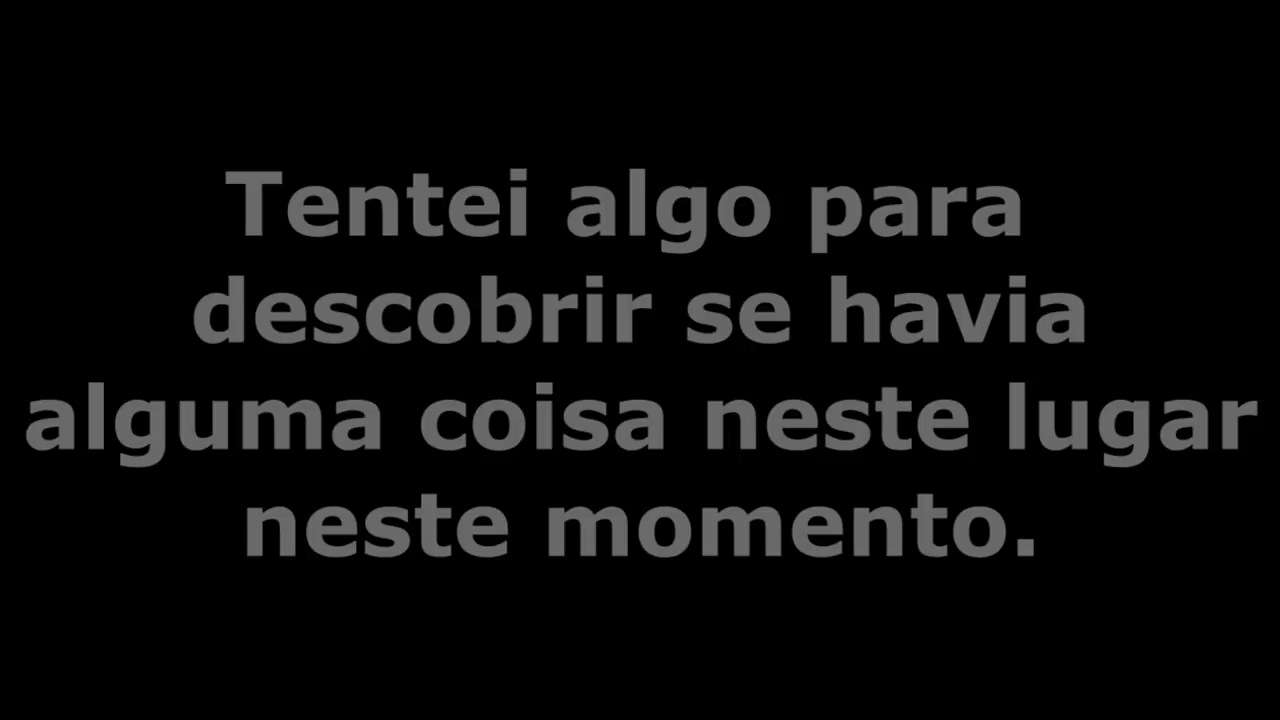 Tentei algo para
descobrir se havia
alguma coisa neste lugar
neste momento.